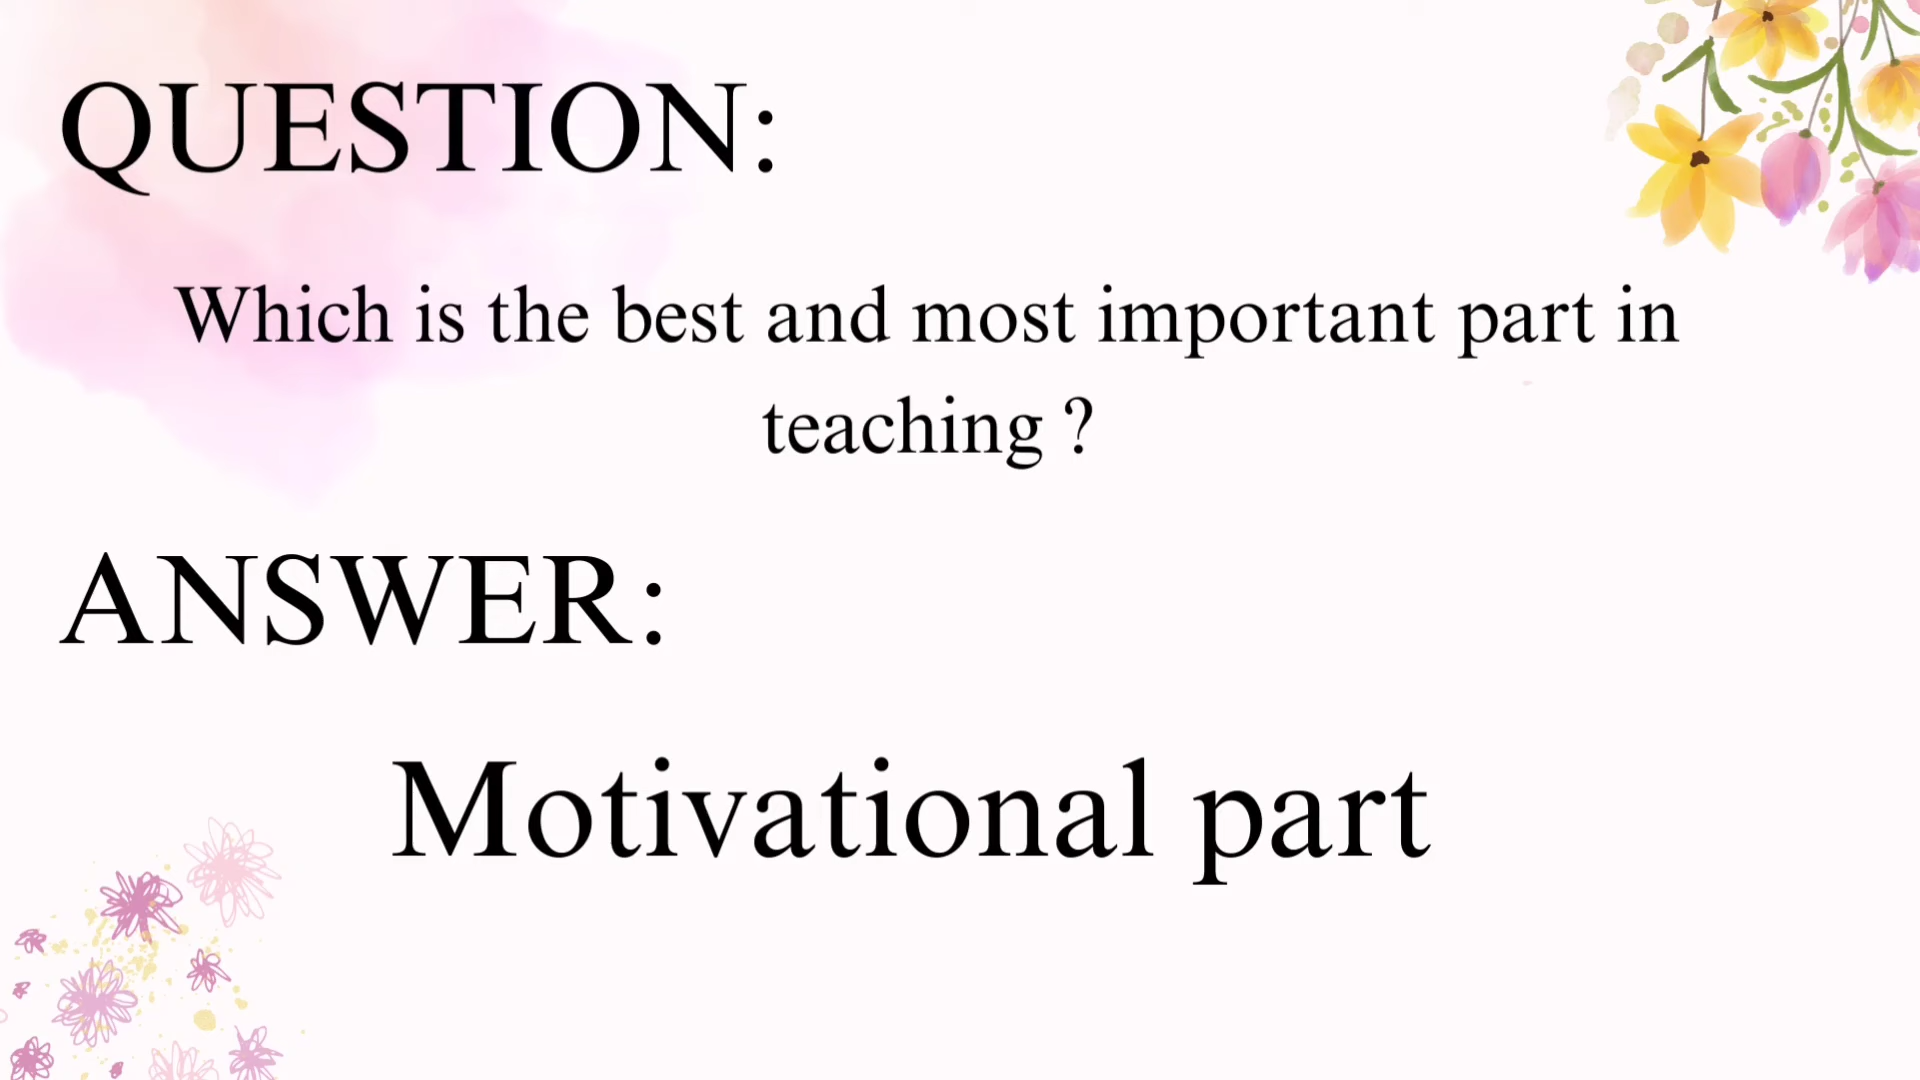 QUESTION:
Which is the best and most important part in
teaching ?
ANSWER:
Motivational part